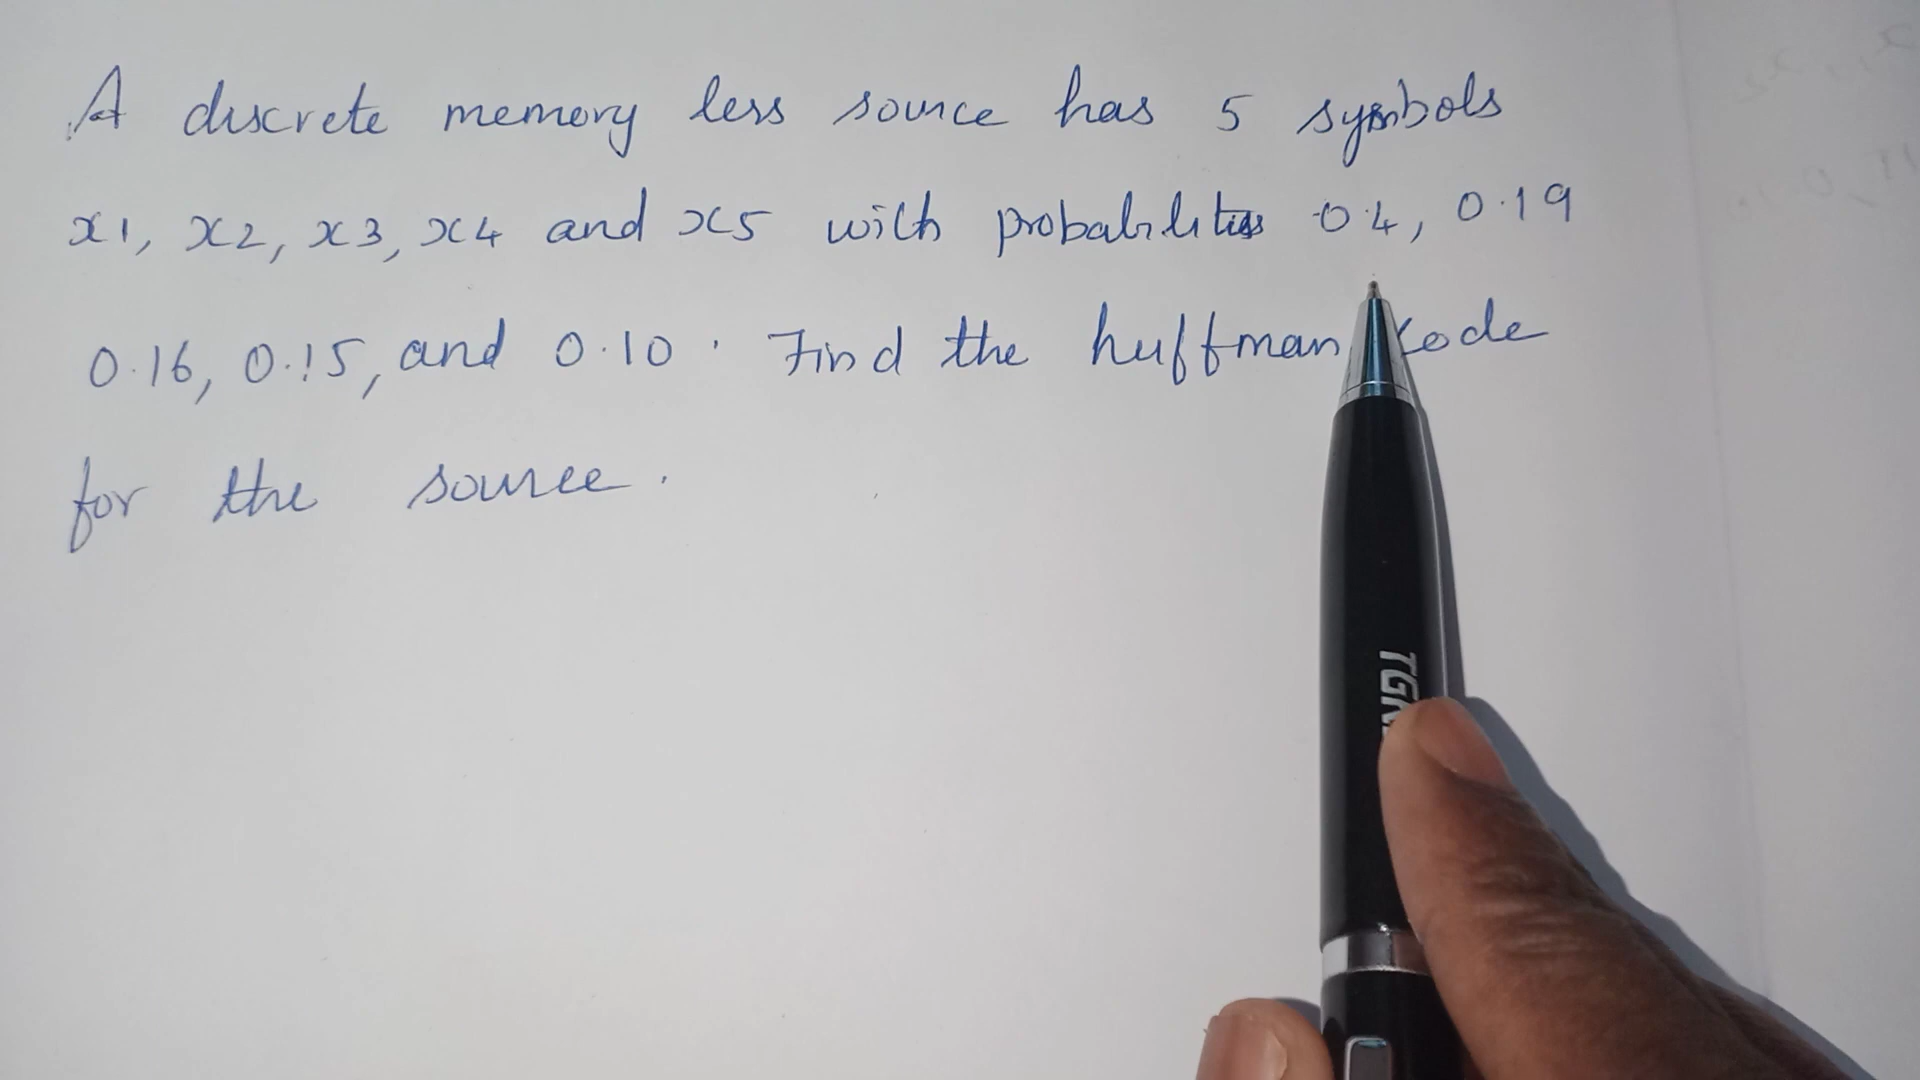 A discrete memory less source has 5 symbols
x1, x2, x3, x4 and x5 with probabilities 0.4, 0.19
0.16, 0.15, and 0.10. Find the huffman code
for the source.